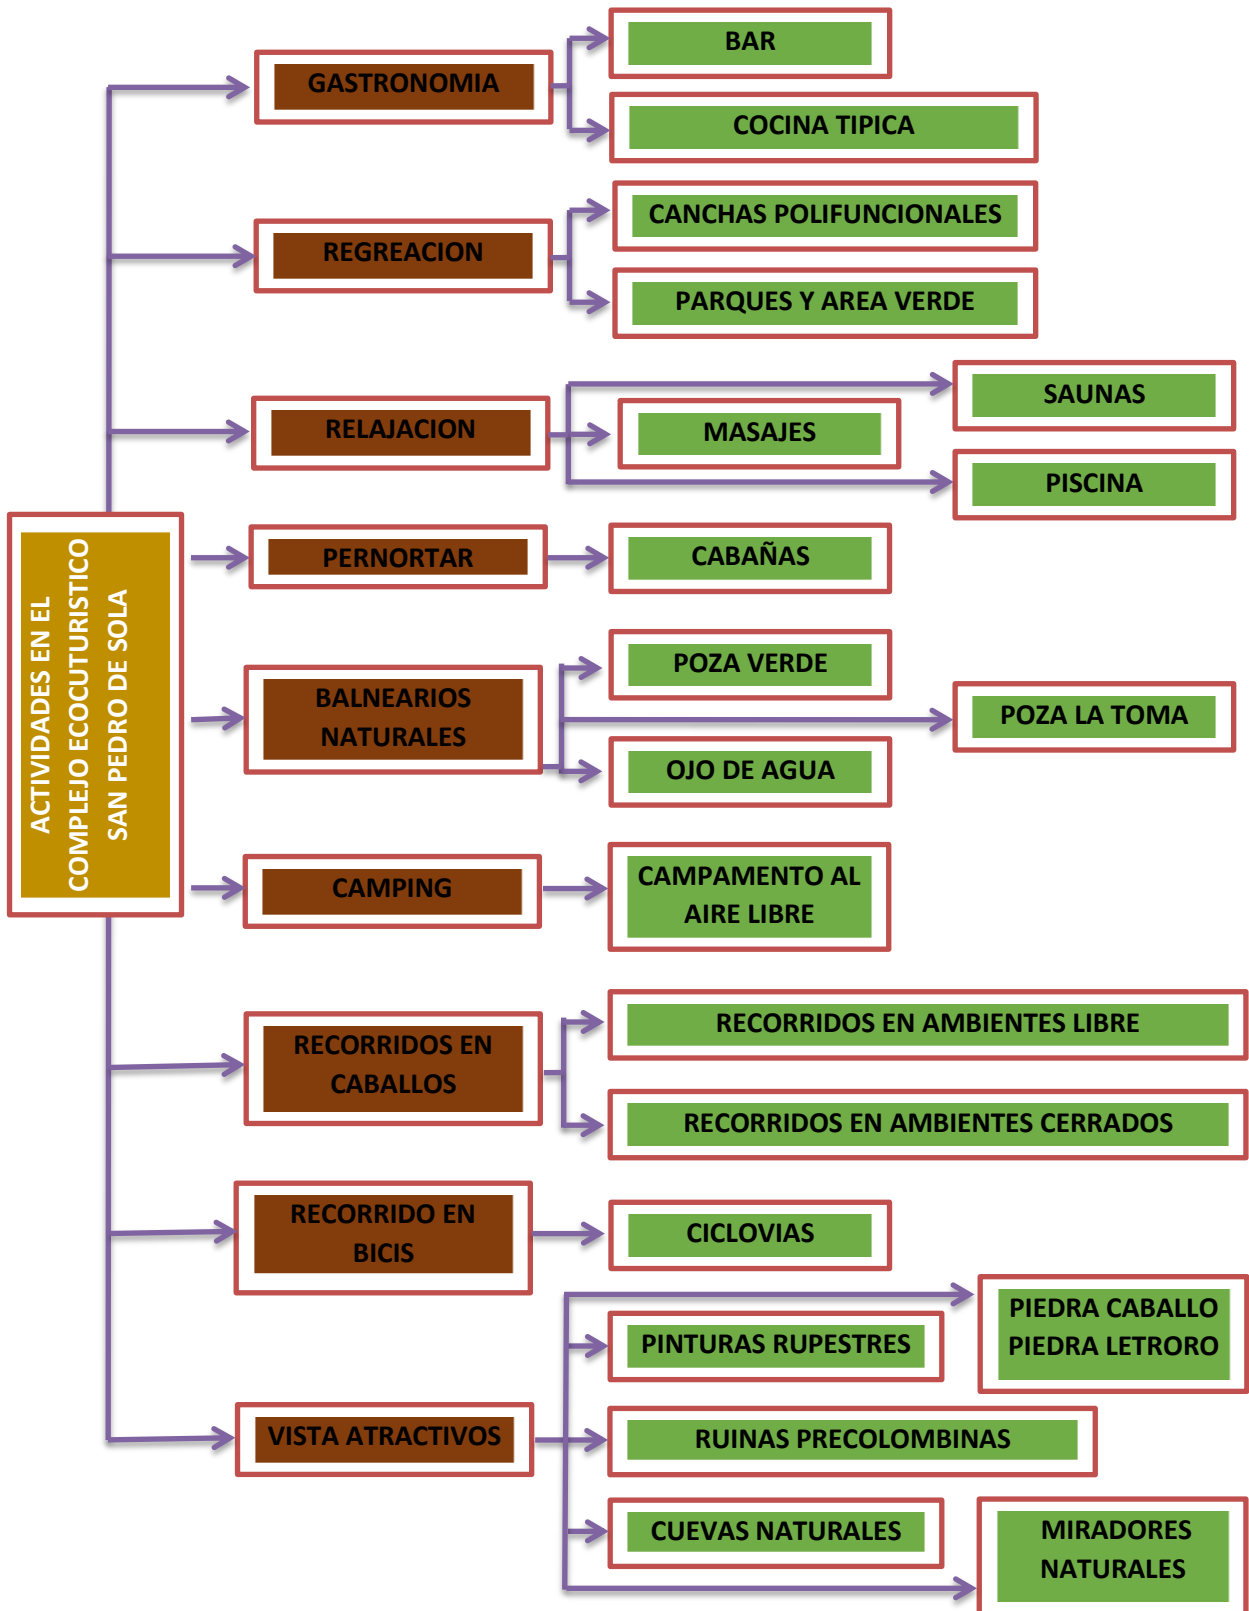 ACTIVIDADES EN EL
COMPLEJO ECOCUTURISTICO
SAN PEDRO DE SOLA
GASTRONOMIA
BAR
COCINA TIPICA
REGREACION
CANCHAS POLIFUNCIONALES
PARQUES Y AREA VERDE
RELAJACION
SAUNAS
MASAJES
PISCINA
PERNORTAR
CABAÑAS
BALNEARIOS
NATURALES
POZA VERDE
POZA LA TOMA
OJO DE AGUA
CAMPING
CAMPAMENTO AL
AIRE LIBRE
RECORRIDOS EN
CABALLOS
RECORRIDOS EN AMBIENTES LIBRE
RECORRIDOS EN AMBIENTES CERRADOS
RECORRIDO EN
BICIS
CICLOVIAS
VISTA ATRACTIVOS
PIEDRA CABALLO
PIEDRA LETRORO
PINTURAS RUPESTRES
RUINAS PRECOLOMBINAS
CUEVAS NATURALES
MIRADORES
NATURALES